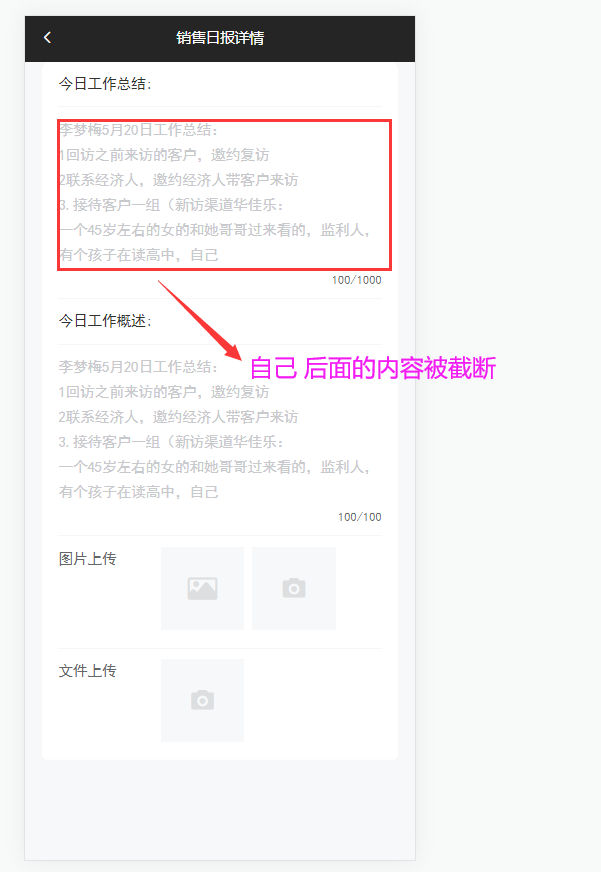 销售日报详情
今日工作总结:
李梦梅5月20日工作总结:
1回访之前来访的客户，邀约复访
2联系经济人，邀约经济人带客户来访
3.接待客户一组（新访渠道华佳乐:
一个45岁左右的女的和她哥哥过来看的，监利人，
有个孩子在读高中，自己
100/1000
今日工作概述:
李梦梅5月20日工作总结:
自己 后面的内容被截断
1回访之前来访的客户，邀约复访
2联系经济人，邀约经济人带客户来访
3.接待客户一组（新访渠道华佳乐:
一个45岁左右的女的和她哥哥过来看的，监利人，
有个孩子在读高中，自己
100/100
图片上传
文件上传